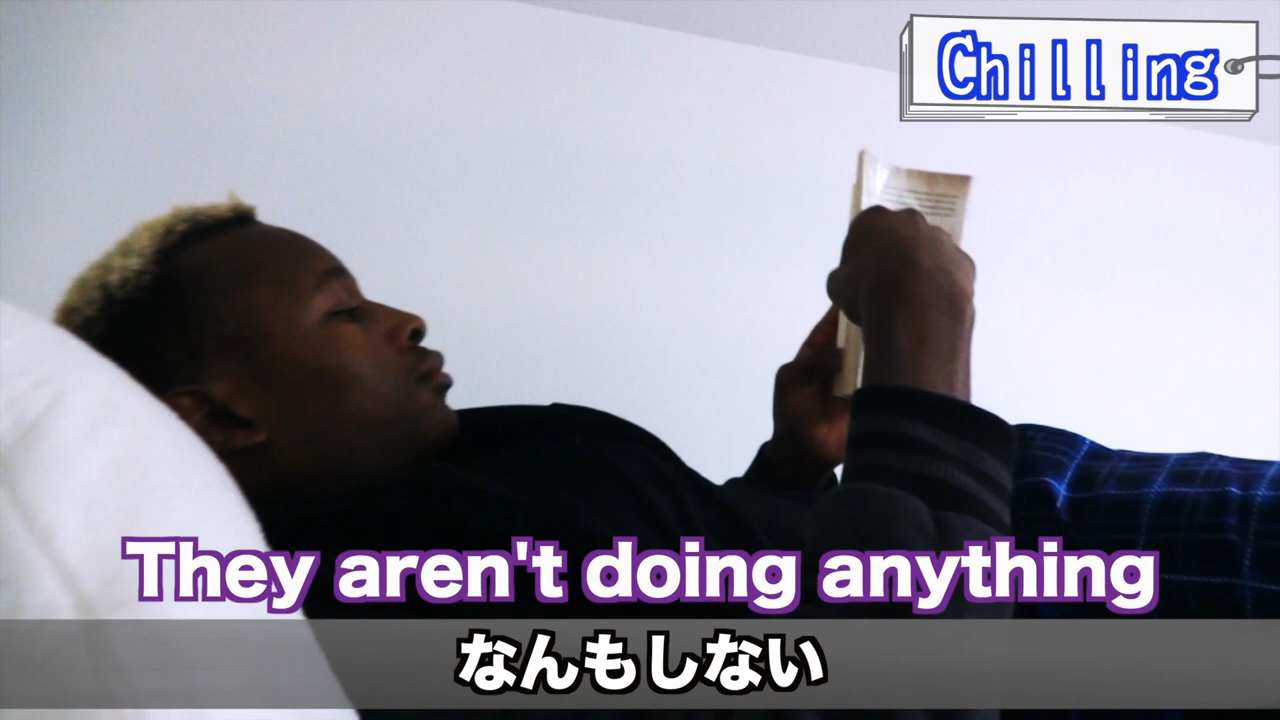 Chilling
They aren't doing anything
なんもしない